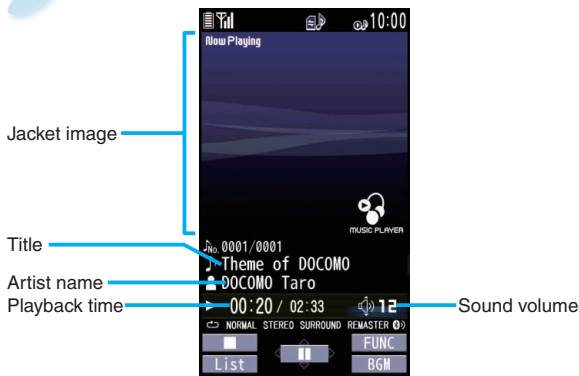 10:00
Now Playing
Jacket image
MUSIC PLAYER
No. 0001/0001
Title
Theme of DOCOMO
Artist name
DOCOMO Taro
Playback time
00:20 / 02:33
12
Sound volume
NORMAL STEREO SURROUND REMASTER
FUNC
List
BGM